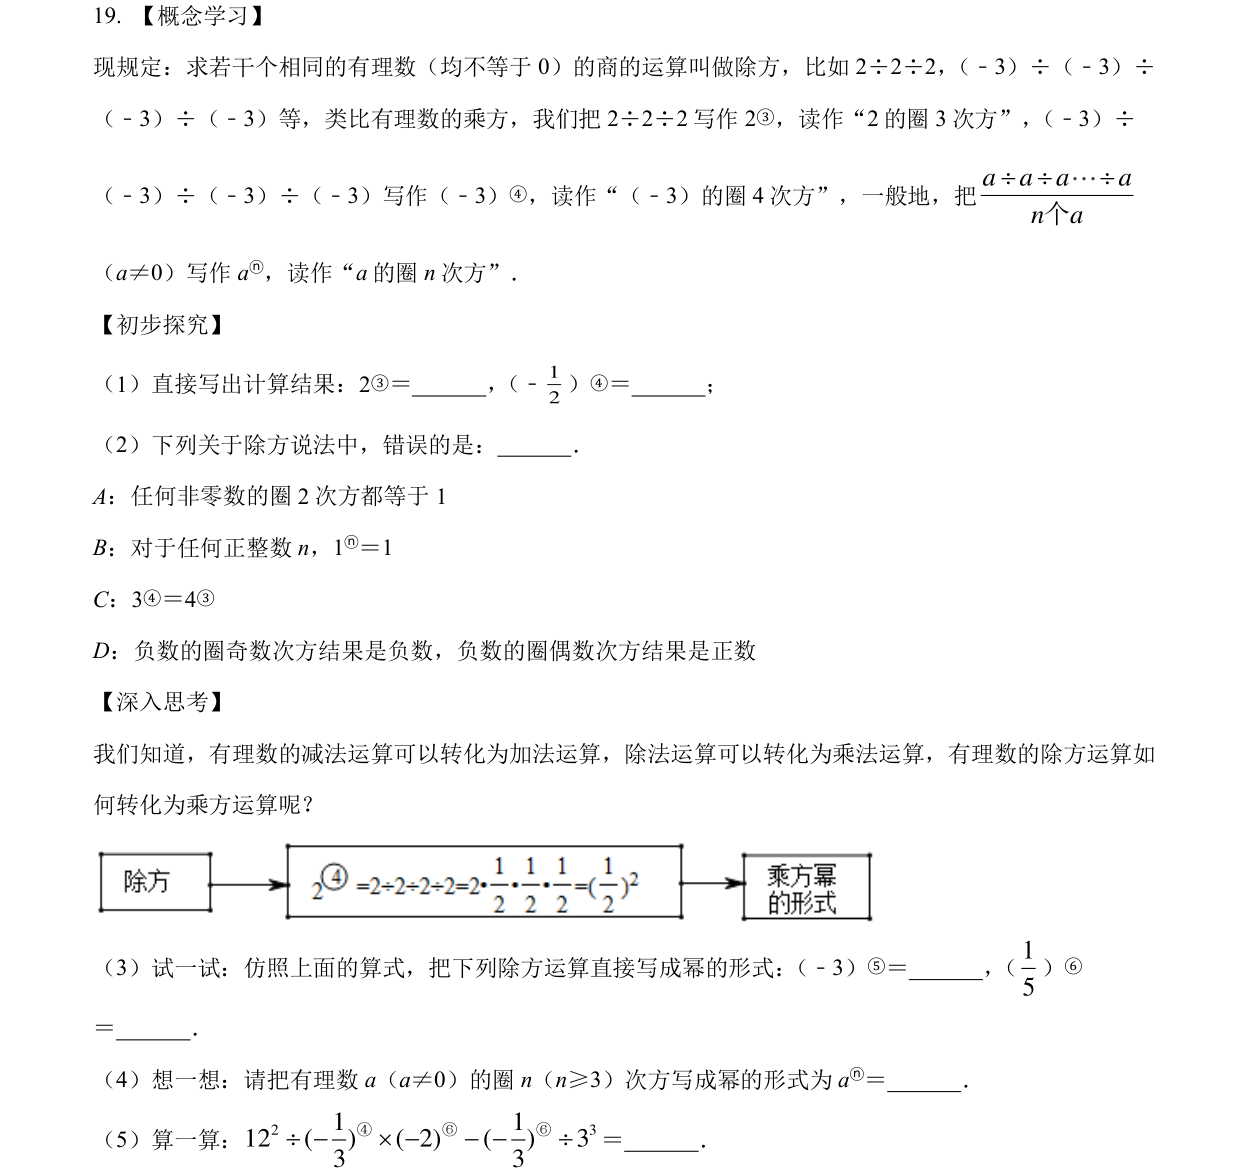 19. 【概念学习】
现规定：求若干个相同的有理数（均不等于 0）的商的运算叫做除方，比如 2÷2÷2，（﹣3）÷（﹣3）÷
（﹣3）÷（﹣3）等，类比有理数的乘方，我们把 2÷2÷2 写作 2③，读作“2 的圈 3 次方”，（﹣3）÷
（﹣3）÷（﹣3）÷（﹣3）写作（﹣3）④，读作“（﹣3）的圈 4 次方”，一般地，把 $\frac{a÷a÷a⋯÷a}{n个a}$
（a≠0）写作 aⓝ，读作“a 的圈 n 次方”．
【初步探究】
（1）直接写出计算结果：2③＝______，（﹣$\frac{1}{2}$）④＝______；
（2）下列关于除方说法中，错误的是：______．
A：任何非零数的圈 2 次方都等于 1
B：对于任何正整数 n，1ⓝ＝1
C：3④＝4③
D：负数的圈奇数次方结果是负数，负数的圈偶数次方结果是正数
【深入思考】
我们知道，有理数的减法运算可以转化为加法运算，除法运算可以转化为乘法运算，有理数的除方运算如
何转化为乘方运算呢？
除方
2④=2÷2÷2÷2=2•$\frac{1}{2}$•$\frac{1}{2}$•$\frac{1}{2}$=($\frac{1}{2}$)²
乘方幂
的形式
（3）试一试：仿照上面的算式，把下列除方运算直接写成幂的形式：（﹣3）⑤＝______，（$\frac{1}{5}$）⑥
＝______．
（4）想一想：请把有理数 a（a≠0）的圈 n（n≥3）次方写成幂的形式为 aⓝ＝______．
（5）算一算：12²÷(−$\frac{1}{3}$)④×(−2)⑥−(−$\frac{1}{3}$)⑥÷3³＝______．